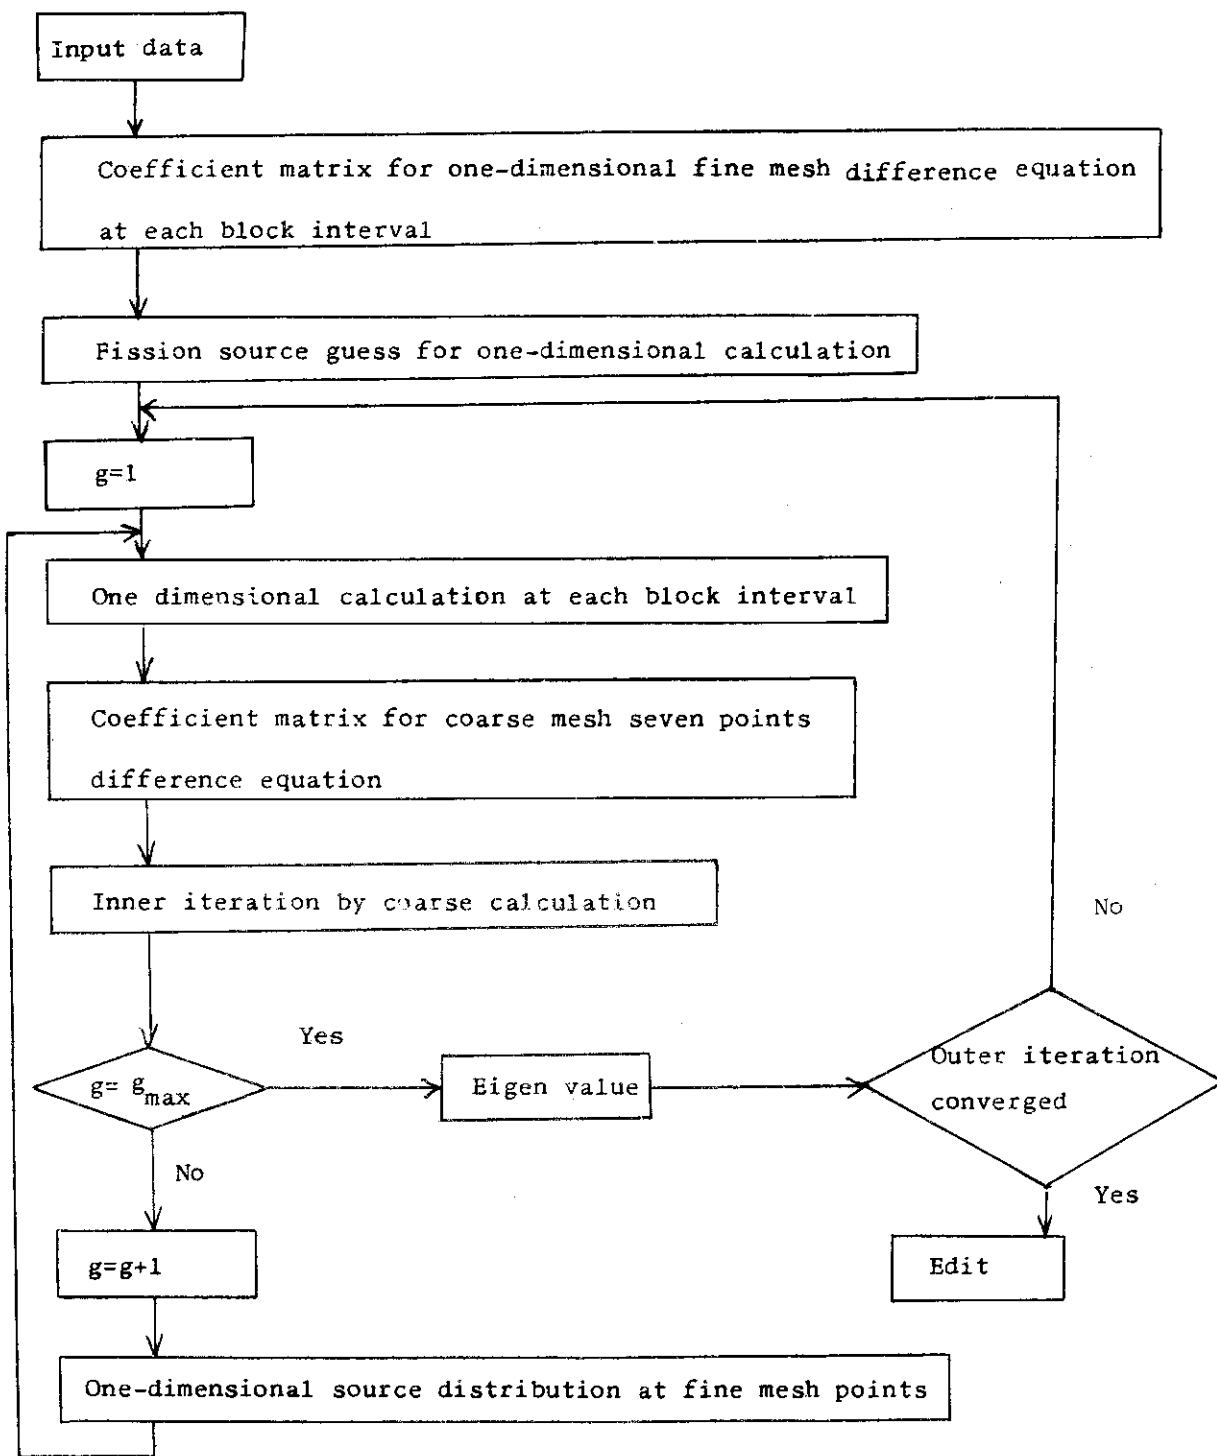 Input data
Coefficient matrix for one-dimensional fine mesh difference equation
at each block interval
Fission source guess for one-dimensional calculation
g=1
One dimensional calculation at each block interval
Coefficient matrix for coarse mesh seven points
difference equation
Inner iteration by coarse calculation
No
Yes
g= gmax
Eigen value
Outer iteration
converged
No
Yes
g=g+1
Edit
One-dimensional source distribution at fine mesh points